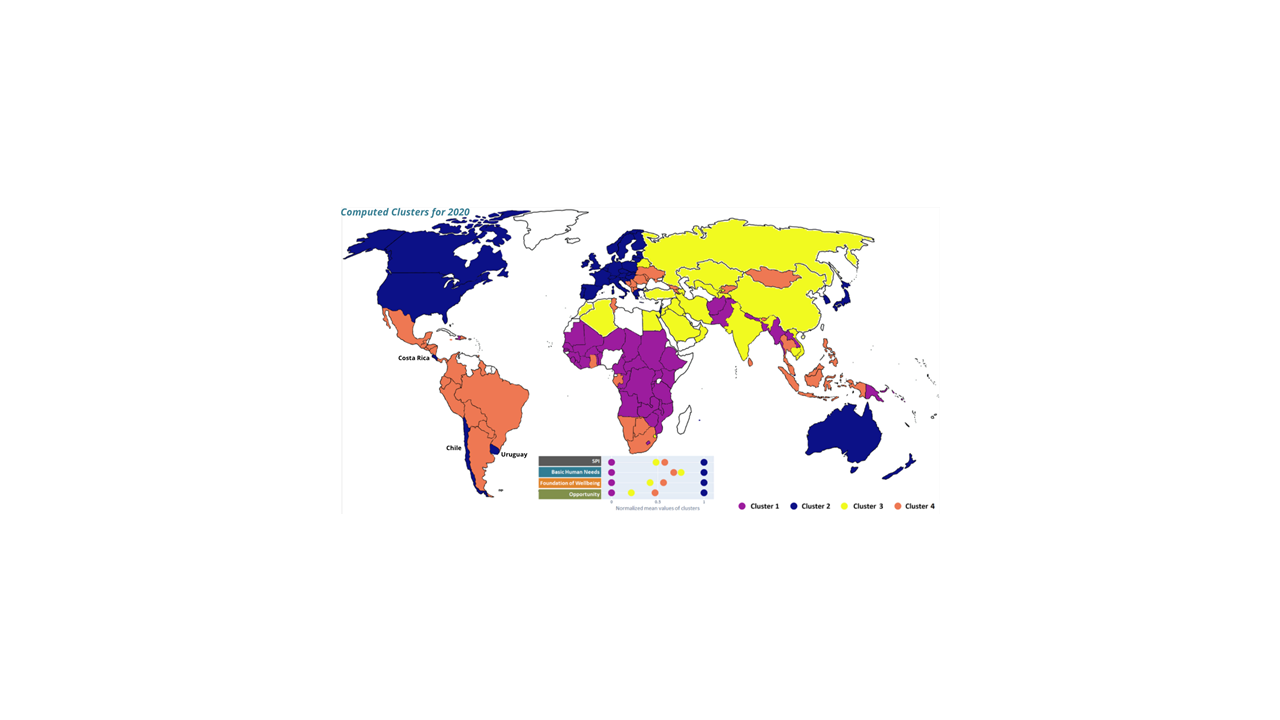 Computed Clusters for 2020
Costa Rica
Chile
Uruguay
SPI
Basic Human Needs
Foundation of Wellbeing
Opportunity
0 0.5 1
Normalized mean values of clusters
Cluster 1 Cluster 2 Cluster 3 Cluster 4